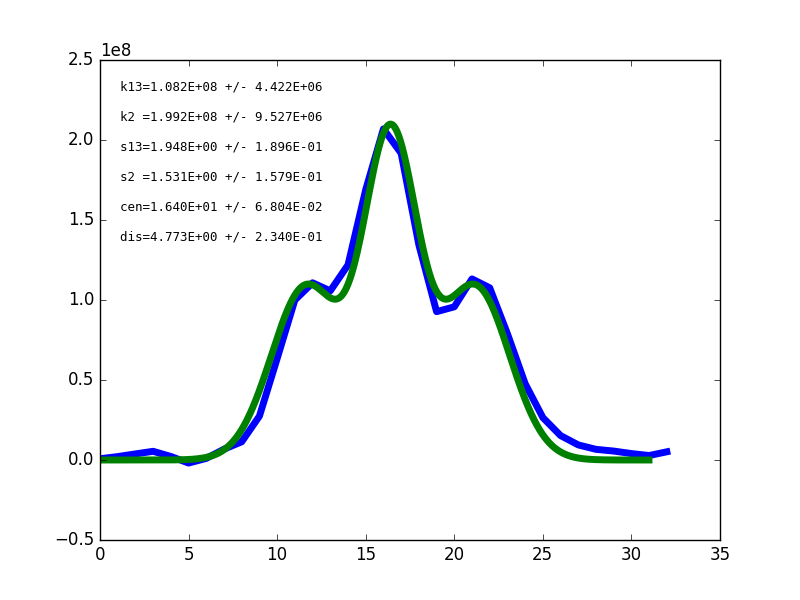 1e8
2.5
k13=1.082E+08 +/- 4.422E+06
k2 =1.992E+08 +/- 9.527E+06
2.0
s13=1.948E+00 +/- 1.896E-01
s2 =1.531E+00 +/- 1.579E-01
cen=1.640E+01 +/- 6.804E-02
1.5
dis=4.773E+00 +/- 2.340E-01
1.0
0.5
0.0
−0.5
0 5 10 15 20 25 30 35